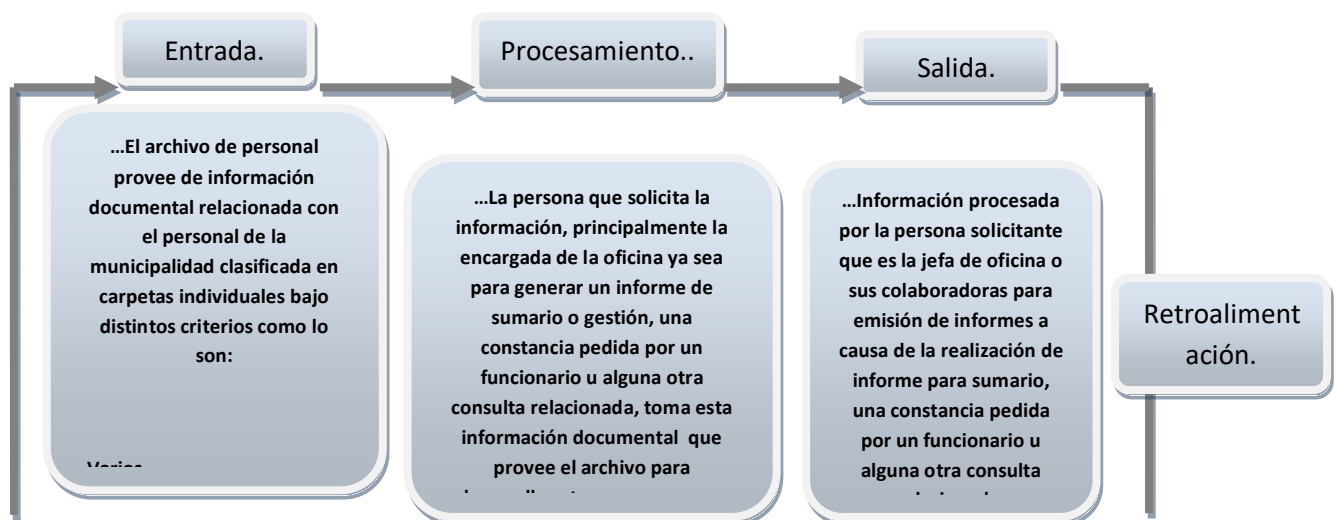 Entrada.
Procesamiento..
Salida.
…El archivo de personal
provee de información
documental relacionada con
el personal de la
municipalidad clasificada en
carpetas individuales bajo
distintos criterios como lo
son:
…La persona que solicita la
información, principalmente la
encargada de la oficina ya sea
para generar un informe de
sumario o gestión, una
constancia pedida por un
funcionario u alguna otra
consulta relacionada, toma esta
información documental que
provee el archivo para
…Información procesada
por la persona solicitante
que es la jefa de oficina o
sus colaboradoras para
emisión de informes a
causa de la realización de
informe para sumario,
una constancia pedida
por un funcionario u
alguna otra consulta
Retroaliment
ación.